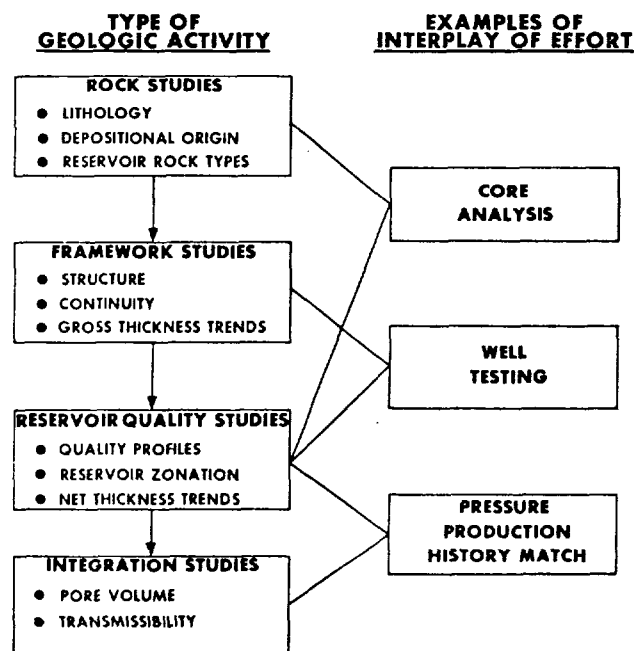 TYPE OF
GEOLOGIC ACTIVITY
ROCK STUDIES
● LITHOLOGY
● DEPOSITIONAL ORIGIN
● RESERVOIR ROCK TYPES
FRAMEWORK STUDIES
● STRUCTURE
● CONTINUITY
● GROSS THICKNESS TRENDS
RESERVOIR QUALITY STUDIES
● QUALITY PROFILES
● RESERVOIR ZONATION
● NET THICKNESS TRENDS
INTEGRATION STUDIES
● PORE VOLUME
● TRANSMISSIBILITY
EXAMPLES OF
INTERPLAY OF EFFORT
CORE
ANALYSIS
WELL
TESTING
PRESSURE
PRODUCTION
HISTORY MATCH